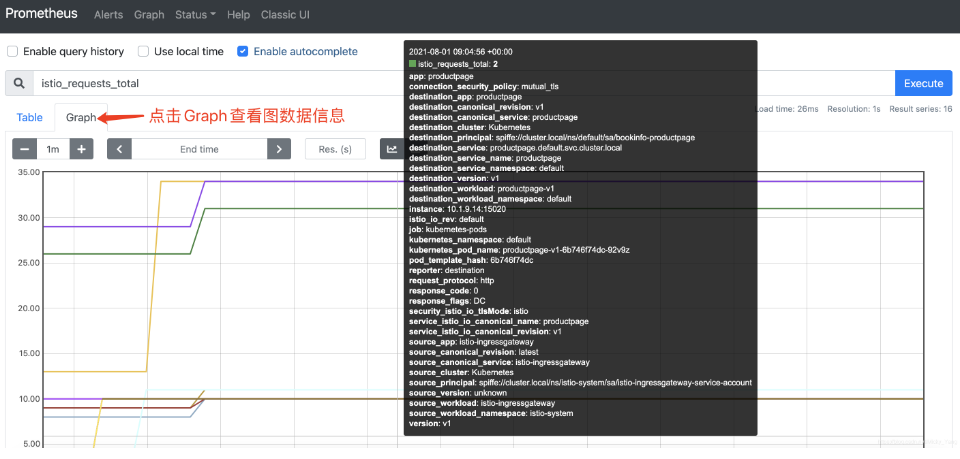 Prometheus Alerts Graph Status Help Classic UI
Enable query history Use local time Enable autocomplete
istio_requests_total Execute
Load time: 26ms Resolution: 1s Result series: 16
Table Graph 点击 Graph 查看图数据信息
1m End time Res. (s)
35.00
30.00
25.00
20.00
15.00
10.00
5.00
2021-08-01 09:04:56 +00:00
istio_requests_total: 2
app: productpage
connection_security_policy: mutual_tls
destination_app: productpage
destination_canonical_revision: v1
destination_canonical_service: productpage
destination_cluster: Kubernetes
destination_principal: spiffe://cluster.local/ns/default/sa/bookinfo-productpage
destination_service: productpage.default.svc.cluster.local
destination_service_name: productpage
destination_service_namespace: default
destination_version: v1
destination_workload: productpage-v1
destination_workload_namespace: default
instance: 10.1.9.14:15020
istio_io_rev: default
job: kubernetes-pods
kubernetes_namespace: default
kubernetes_pod_name: productpage-v1-6b746f74dc-92v9z
pod_template_hash: 6b746f74dc
reporter: destination
request_protocol: http
response_code: 0
response_flags: DC
security_istio_io_tlsMode: istio
service_istio_io_canonical_name: productpage
service_istio_io_canonical_revision: v1
source_app: istio-ingressgateway
source_canonical_revision: latest
source_canonical_service: istio-ingressgateway
source_cluster: Kubernetes
source_principal: spiffe://cluster.local/ns/istio-system/sa/istio-ingressgateway-service-account
source_version: unknown
source_workload: istio-ingressgateway
source_workload_namespace: istio-system
version: v1